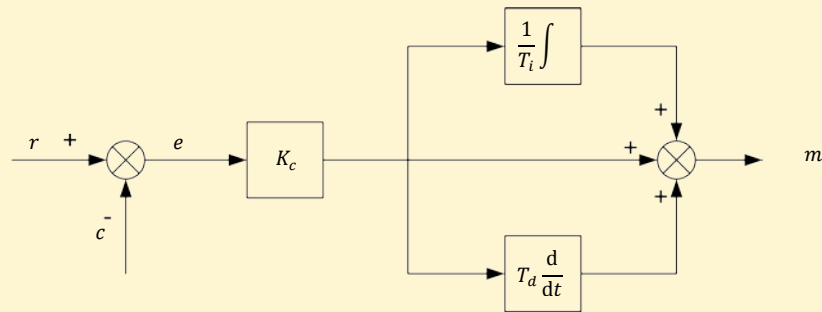 1/T_i ∫
+
r + e K_c + m
+
c -
T_d d/dt